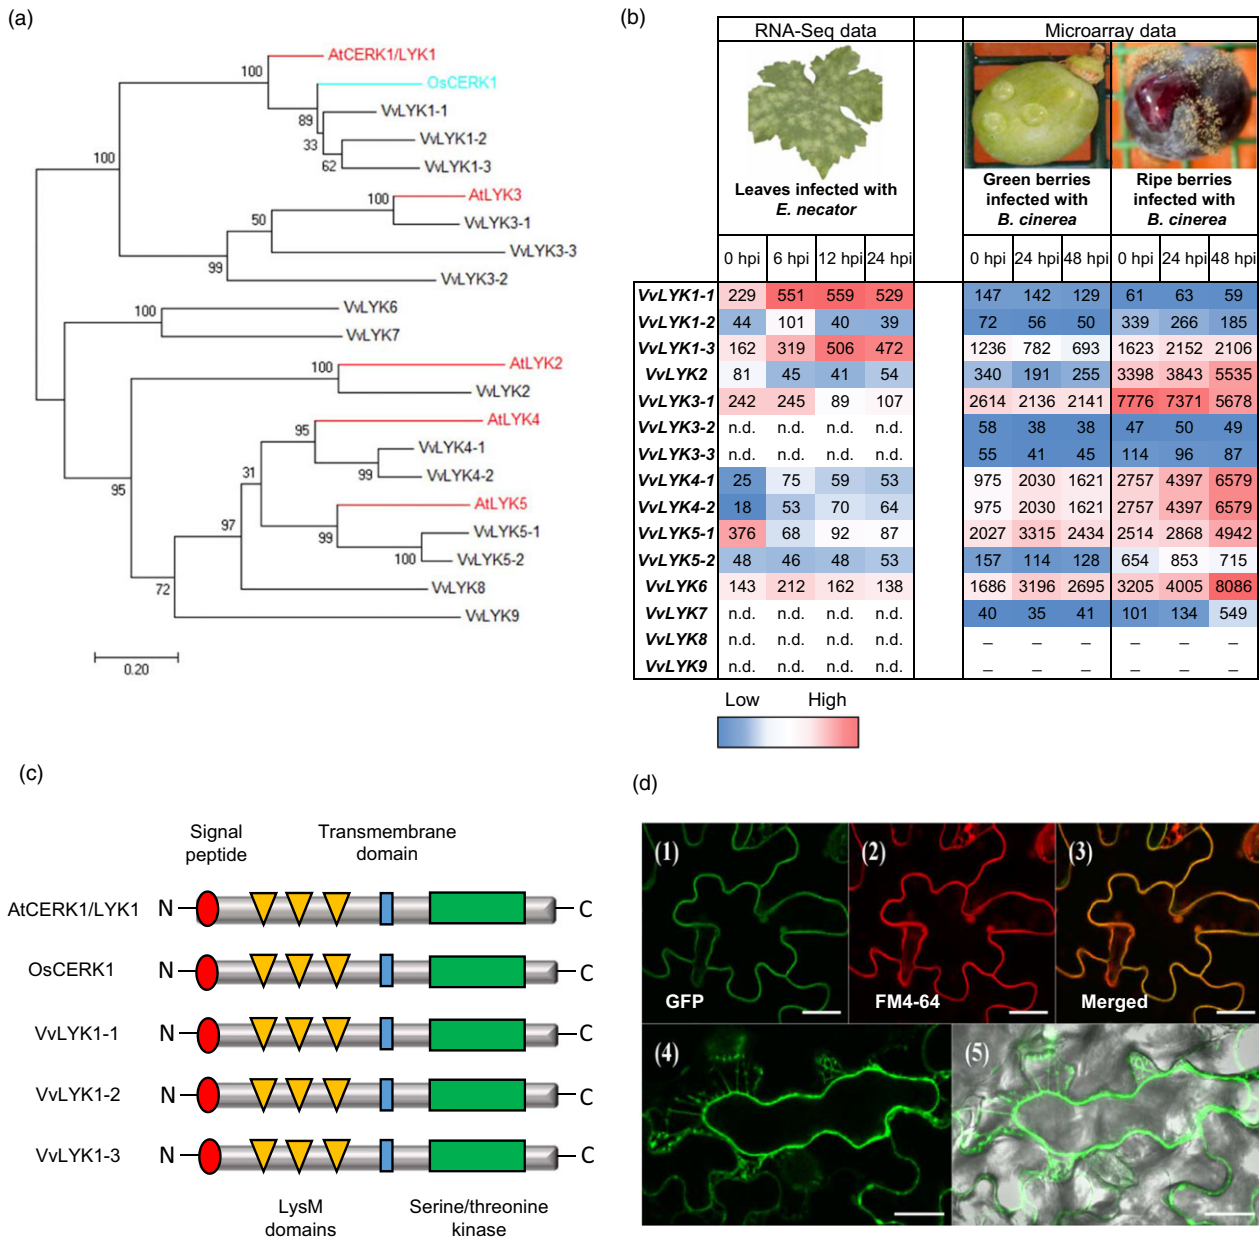 (a)
AtCERK1/LYK1
100
OsCERK1
VvLYK1-1
89
33
VvLYK1-2
62
VvLYK1-3
100
AtLYK3
100
VvLYK3-1
50
VvLYK3-3
99
VvLYK3-2
VvLYK6
100
VvLYK7
AtLYK2
100
VvLYK2
AtLYK4
95
VvLYK4-1
99
VvLYK4-2
31
95
AtLYK5
97
VvLYK5-1
99
100
VvLYK5-2
72
VvLYK8
VvLYK9
0.20
(b)
RNA-Seq data Microarray data
Leaves infected with
E. necator
Green berries
infected with
B. cinerea
Ripe berries
infected with
B. cinerea
0 hpi 6 hpi 12 hpi 24 hpi 0 hpi 24 hpi 48 hpi 0 hpi 24 hpi 48 hpi
VvLYK1-1 229 551 559 529 147 142 129 61 63 59
VvLYK1-2 44 101 40 39 72 56 50 339 266 185
VvLYK1-3 162 319 506 472 1236 782 693 1623 2152 2106
VvLYK2 81 45 41 54 340 191 255 3398 3843 5535
VvLYK3-1 242 245 89 107 2614 2136 2141 7776 7371 5678
VvLYK3-2 n.d. n.d. n.d. n.d. 58 38 38 47 50 49
VvLYK3-3 n.d. n.d. n.d. n.d. 55 41 45 114 96 87
VvLYK4-1 25 75 59 53 975 2030 1621 2757 4397 6579
VvLYK4-2 18 53 70 64 975 2030 1621 2757 4397 6579
VvLYK5-1 376 68 92 87 2027 3315 2434 2514 2868 4942
VvLYK5-2 48 46 48 53 157 114 128 654 853 715
VvLYK6 143 212 162 138 1686 3196 2695 3205 4005 8086
VvLYK7 n.d. n.d. n.d. n.d. 40 35 41 101 134 549
VvLYK8 n.d. n.d. n.d. n.d. – – – – – –
VvLYK9 n.d. n.d. n.d. n.d. – – – – – –
Low High
(c)
Signal
peptide
Transmembrane
domain
AtCERK1/LYK1 N C
OsCERK1 N C
VvLYK1-1 N C
VvLYK1-2 N C
VvLYK1-3 N C
LysM
domains
Serine/threonine
kinase
(d)
(1) (2) (3)
GFP FM4-64 Merged
(4) (5)